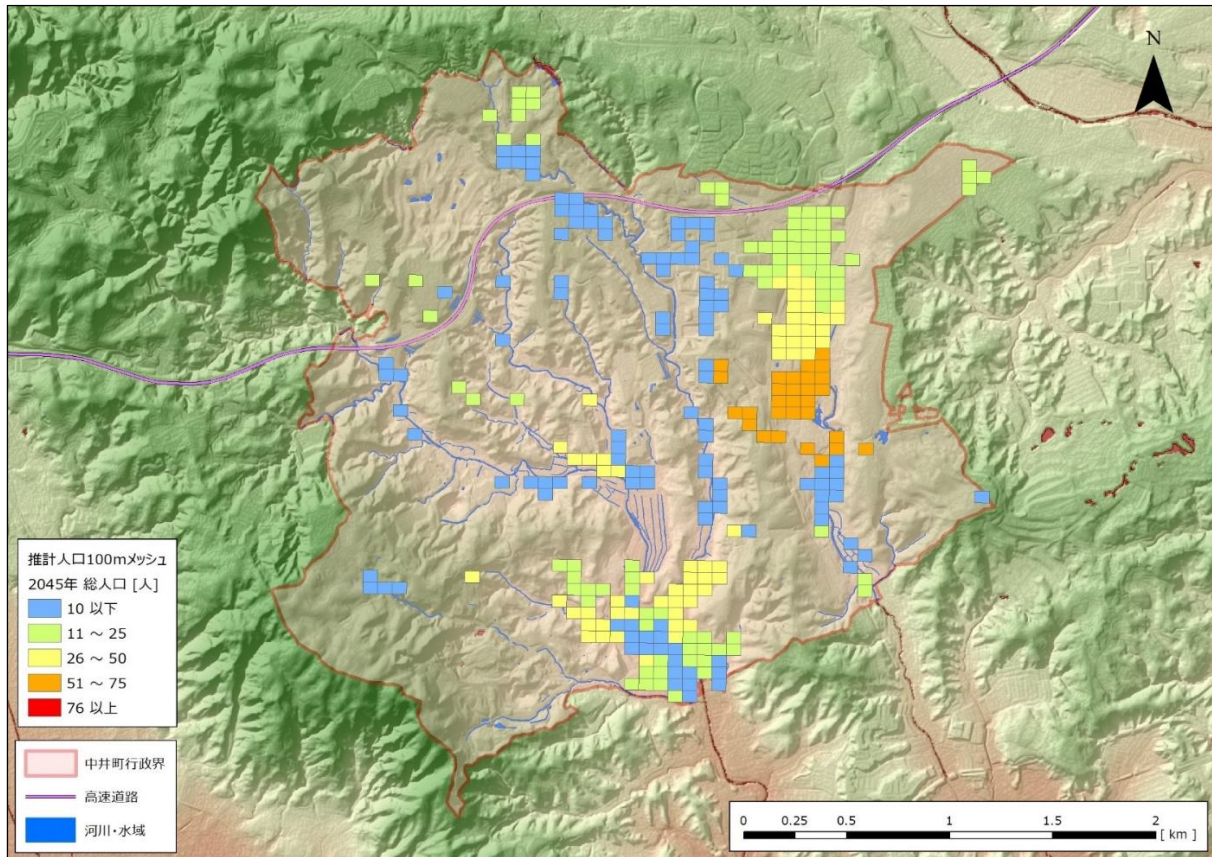 N
推計人口100mメッシュ
2045年 総人口 [人]
10 以下
11 ～ 25
26 ～ 50
51 ～ 75
76 以上
中井町行政界
高速道路
河川・水域
0 0.25 0.5 1 1.5 2
[ km ]